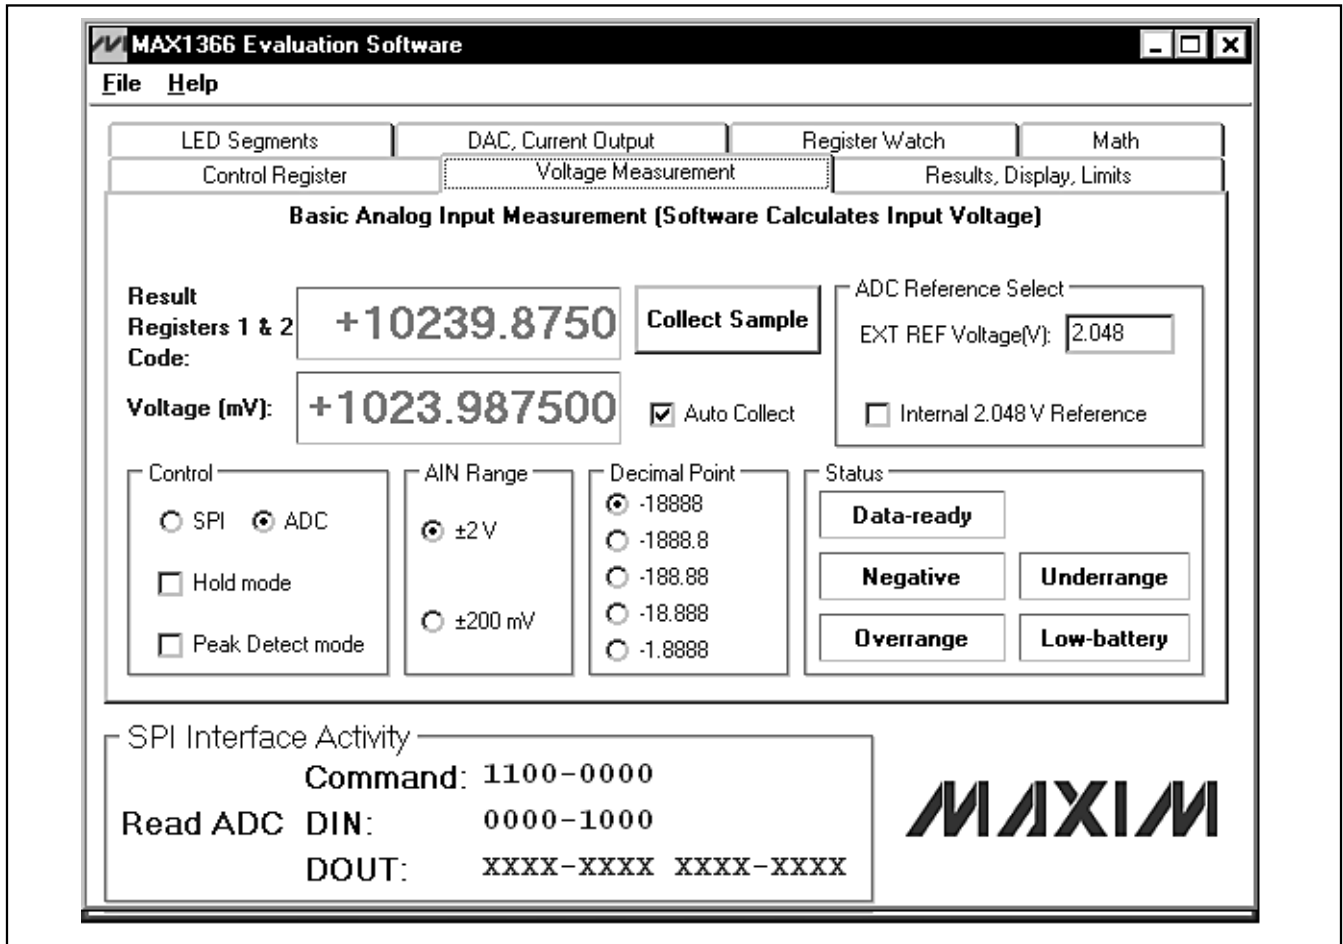 MAX1366 Evaluation Software
File Help
LED Segments DAC, Current Output Register Watch Math
Control Register Voltage Measurement Results, Display, Limits
Basic Analog Input Measurement (Software Calculates Input Voltage)
Result
Registers 1 & 2
Code:
+10239.8750
Collect Sample
ADC Reference Select
EXT REF Voltage(V): 2.048
Voltage (mV): +1023.987500
Auto Collect
Internal 2.048 V Reference
Control
SPI ADC
Hold mode
Peak Detect mode
AIN Range
±2 V
±200 mV
Decimal Point
-18888
-1888.8
-188.88
-18.888
-1.8888
Status
Data-ready
Negative Underrange
Overrange Low-battery
SPI Interface Activity
Command: 1100-0000
Read ADC DIN: 0000-1000
DOUT: XXXX-XXXX XXXX-XXXX
MAXIM